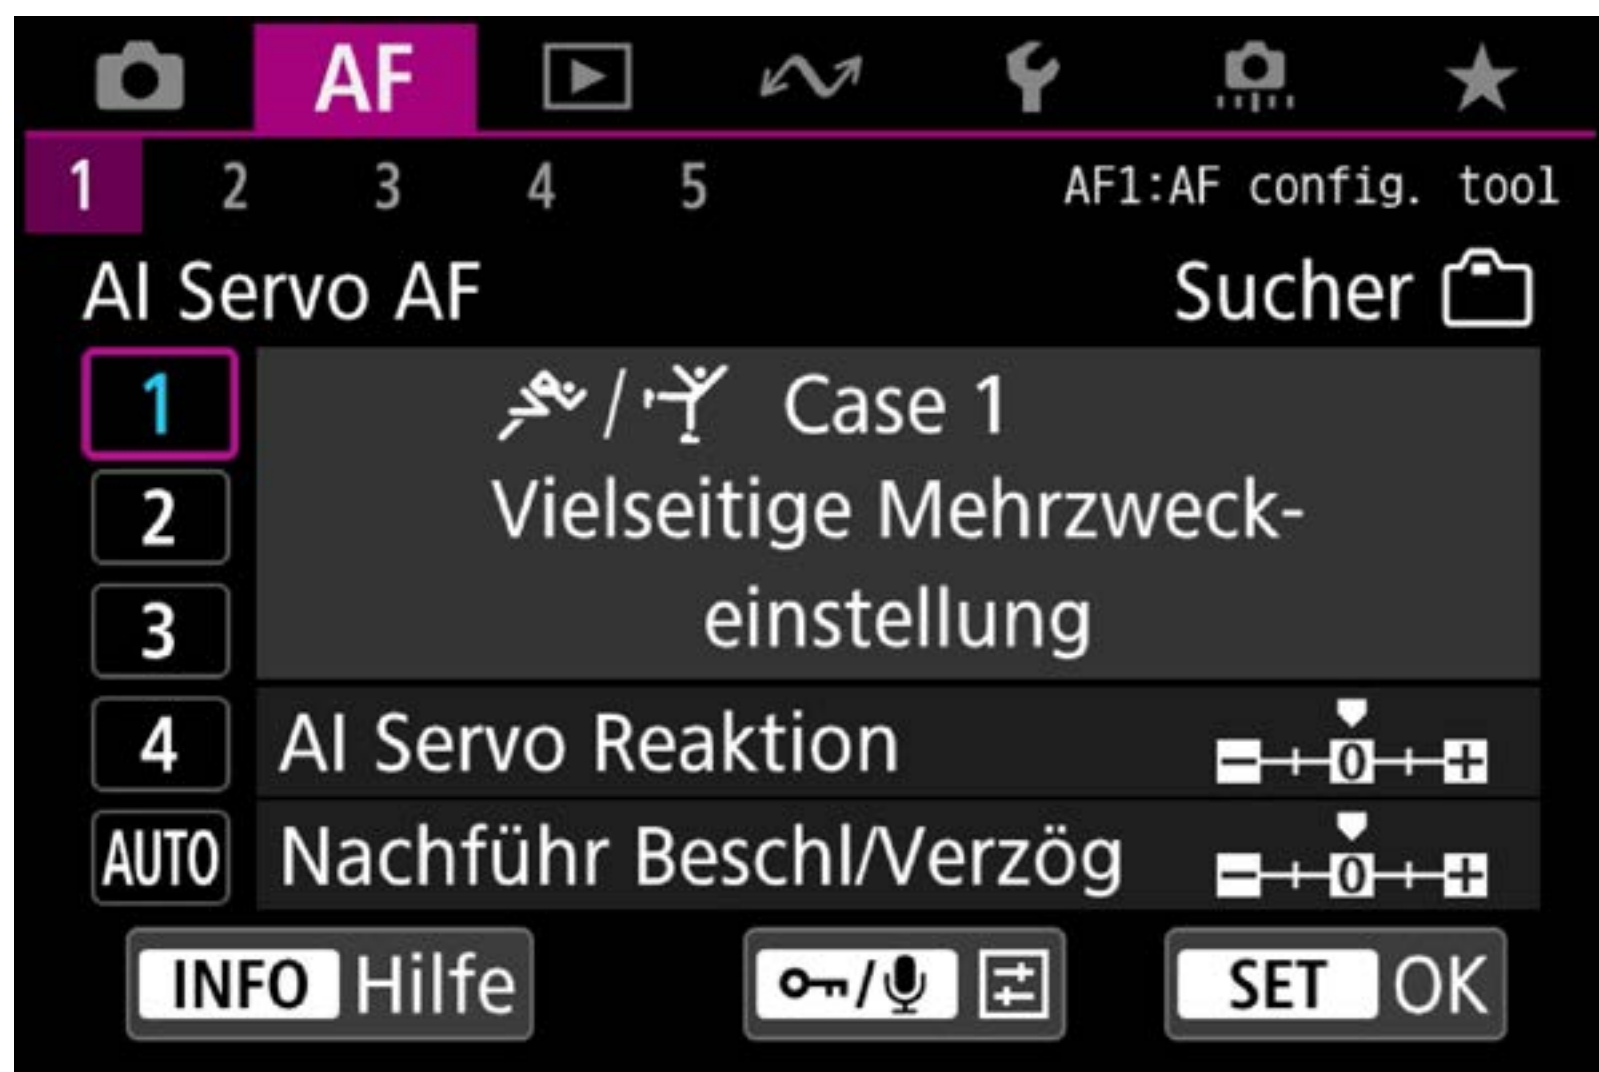 AF
1 2 3 4 5 AF1:AF config. tool
AI Servo AF Sucher
1 / Case 1
2 Vielseitige Mehrzweck-
3 einstellung
4 AI Servo Reaktion - 0 +
AUTO Nachführ Beschl/Verzög - 0 +
INFO Hilfe / SET OK